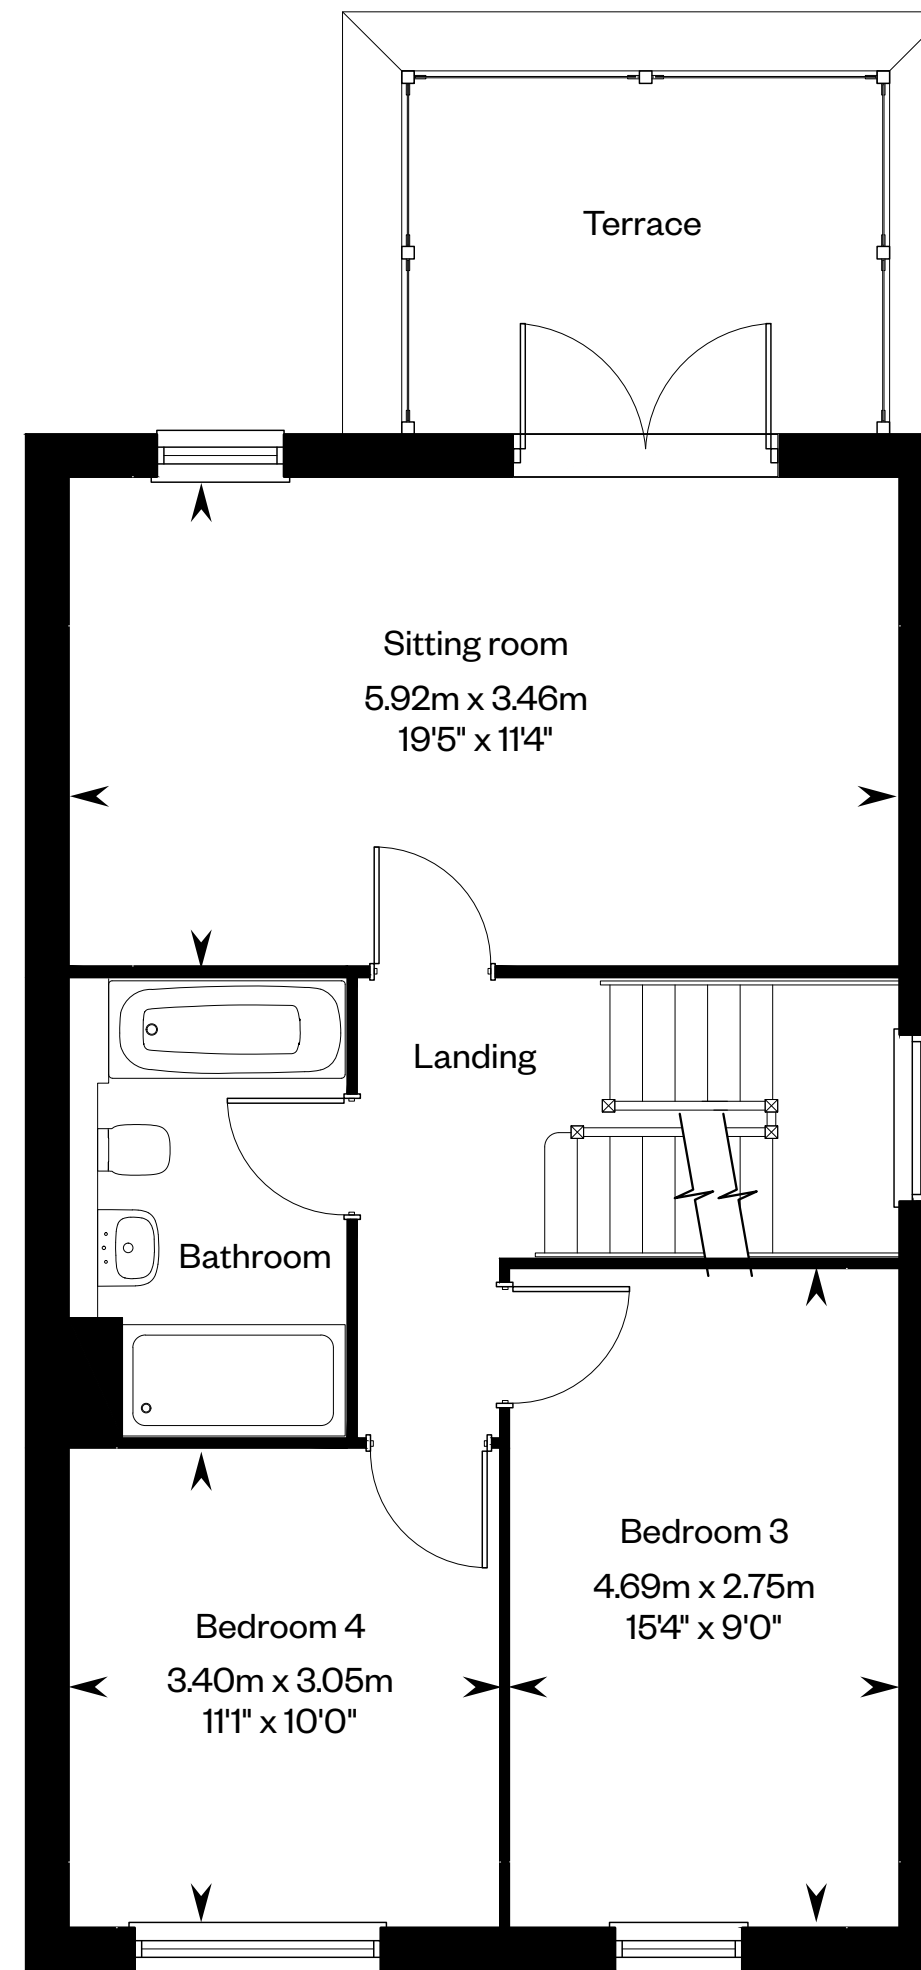 Terrace
Sitting room
5.92m x 3.46m
19'5" x 11'4"
Landing
Bathroom
Bedroom 3
4.69m x 2.75m
15'4" x 9'0"
Bedroom 4
3.40m x 3.05m
11'1" x 10'0"